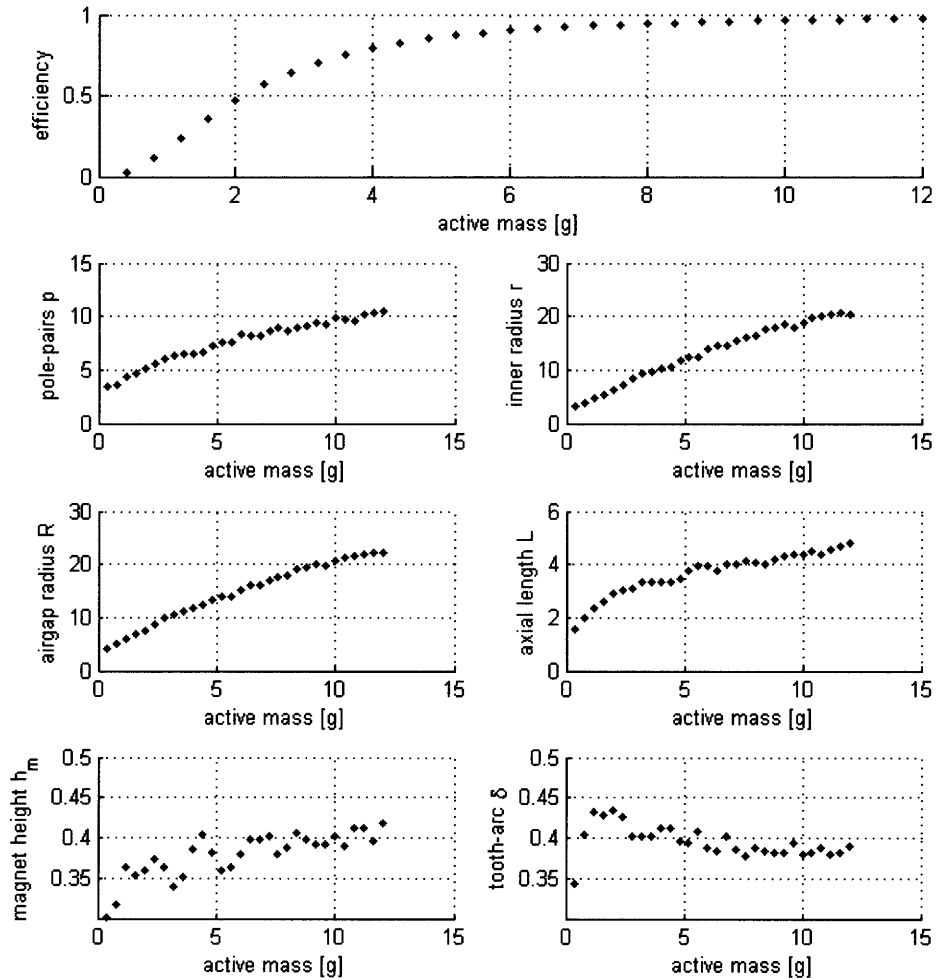 1
0.5
0
efficiency
0 2 4 6 8 10 12
active mass [g]
15
10
5
0
pole-pairs p
0 5 10 15
active mass [g]
30
20
10
0
inner radius r
0 5 10 15
active mass [g]
30
20
10
0
airgap radius R
0 5 10 15
active mass [g]
6
4
2
0
axial length L
0 5 10 15
active mass [g]
0.5
0.45
0.4
0.35
magnet height h_m
0 5 10 15
active mass [g]
0.5
0.45
0.4
0.35
tooth-arc δ
0 5 10 15
active mass [g]